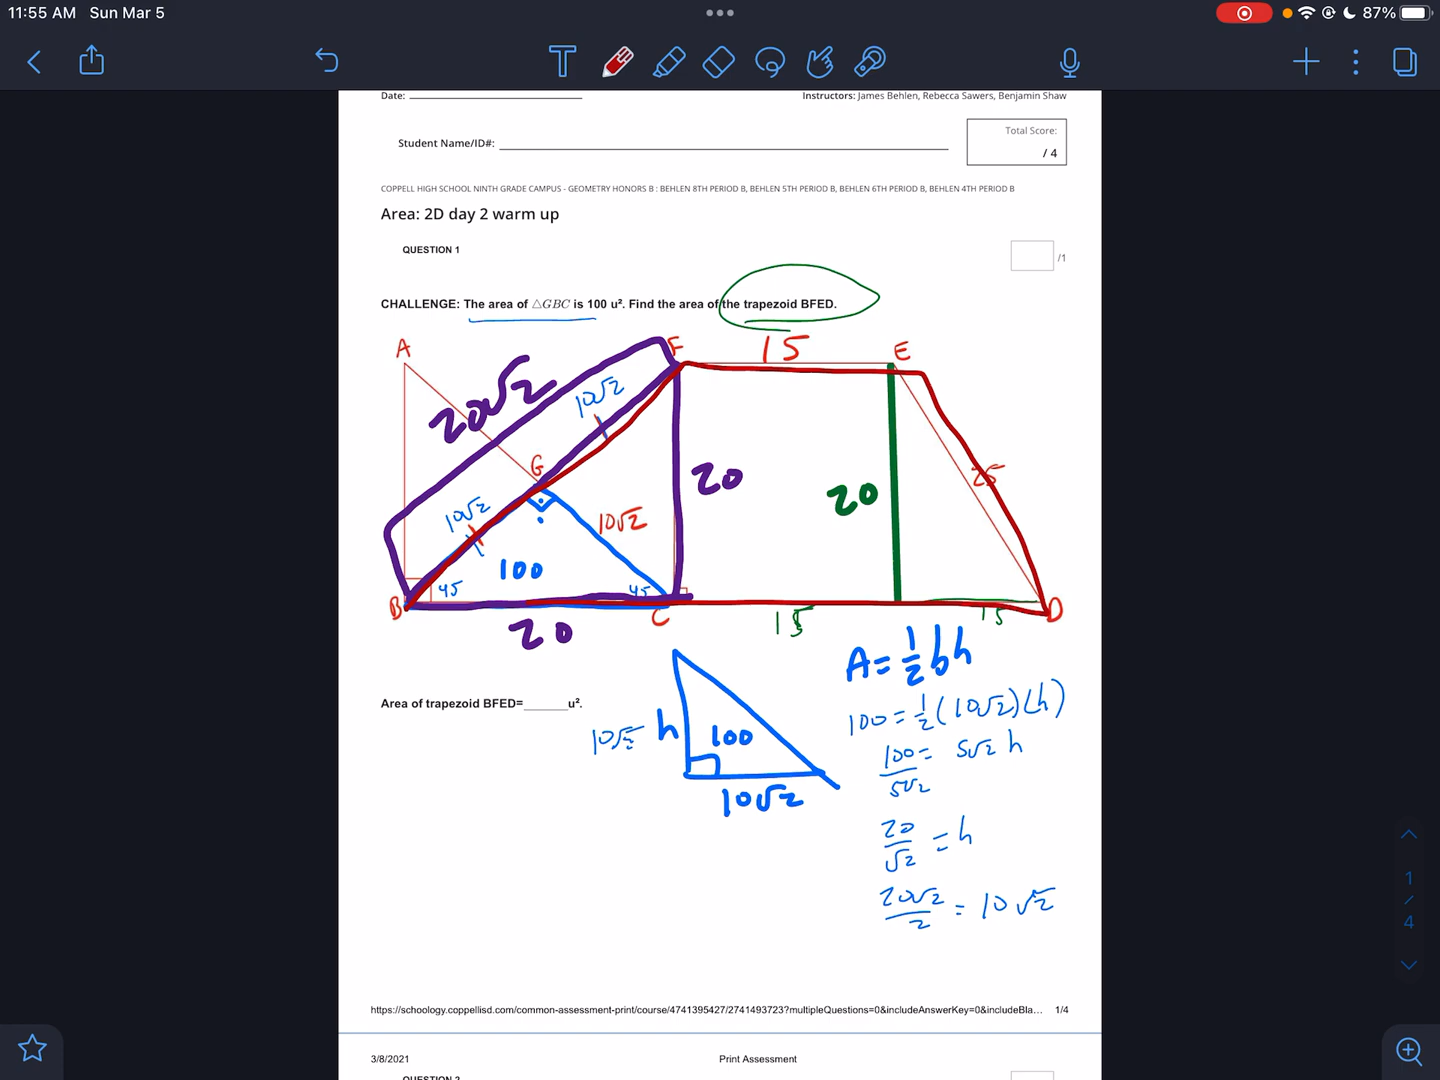 11:55 AM Sun Mar 5
87%
Date:
Instructors: James Behlen, Rebecca Sawers, Benjamin Shaw
Student Name/ID#:
Total Score:
/ 4
COPPELL HIGH SCHOOL NINTH GRADE CAMPUS - GEOMETRY HONORS B : BEHLEN 8TH PERIOD B, BEHLEN 5TH PERIOD B, BEHLEN 6TH PERIOD B, BEHLEN 4TH PERIOD B
Area: 2D day 2 warm up
QUESTION 1
/1
CHALLENGE: The area of △GBC is 100 u². Find the area of the trapezoid BFED.
A
F
15
E
20√2
10√2
G
20
20
25
10√2
10√2
100
45
45
B
C
D
20
15
15
A = 1/2 bh
Area of trapezoid BFED=______u².
100 = 1/2 (10√2)(h)
10√2
h
100
100/5√2 = 5√2 h
10√2
20/√2 = h
20√2/2 = 10√2
1
/
4
https://schoology.coppellisd.com/common-assessment-print/course/4741395427/2741493723?multipleQuestions=0&includeAnswerKey=0&includeBla…
1/4
3/8/2021
Print Assessment
QUESTION 2